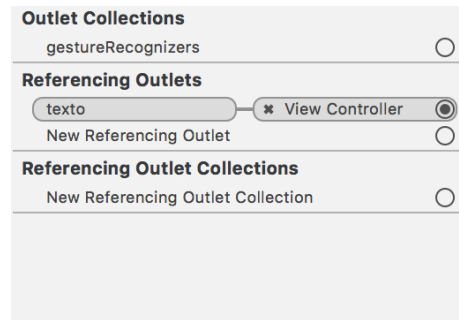 Outlet Collections
gestureRecognizers
Referencing Outlets
texto ✖ View Controller
New Referencing Outlet
Referencing Outlet Collections
New Referencing Outlet Collection